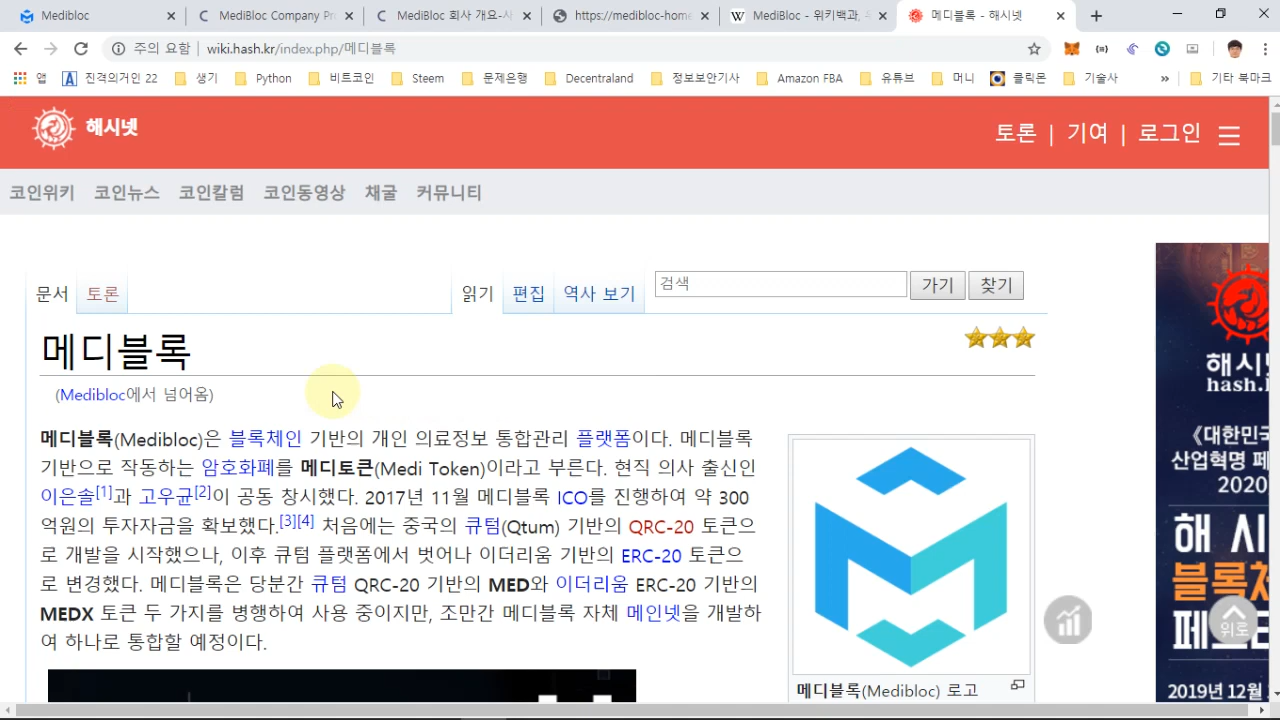 Medibloc
MediBloc Company Pr
MediBloc 회사 개요-사
https://medibloc-hom
MediBloc - 위키백과, 우
메디블록 - 해시넷
주의 요함 | wiki.hash.kr/index.php/메디블록
앱 진격의거인 22 생기 Python 비트코인 Steem 문제은행 Decentraland 정보보안기사 Amazon FBA 유튜브 머니 클릭몬 기술사 » 기타 북마크
해시넷
토론 | 기여 | 로그인
코인위키 코인뉴스 코인칼럼 코인동영상 채굴 커뮤니티
문서 토론 읽기 편집 역사 보기 검색 가기 찾기
메디블록
(Medibloc에서 넘어옴)
메디블록(Medibloc)은 블록체인 기반의 개인 의료정보 통합관리 플랫폼이다. 메디블록
기반으로 작동하는 암호화폐를 메디토큰(Medi Token)이라고 부른다. 현직 의사 출신인
이은솔[1]과 고우균[2]이 공동 창시했다. 2017년 11월 메디블록 ICO를 진행하여 약 300
억원의 투자자금을 확보했다.[3][4] 처음에는 중국의 큐텀(Qtum) 기반의 QRC-20 토큰으
로 개발을 시작했으나, 이후 큐텀 플랫폼에서 벗어나 이더리움 기반의 ERC-20 토큰으
로 변경했다. 메디블록은 당분간 큐텀 QRC-20 기반의 MED와 이더리움 ERC-20 기반의
MEDX 토큰 두 가지를 병행하여 사용 중이지만, 조만간 메디블록 자체 메인넷을 개발하
여 하나로 통합할 예정이다.
메디블록(Medibloc) 로고
해시
hash.
《대한민국
산업혁명 페
2020
해 시
블록체
페스
위로
2019년 12월